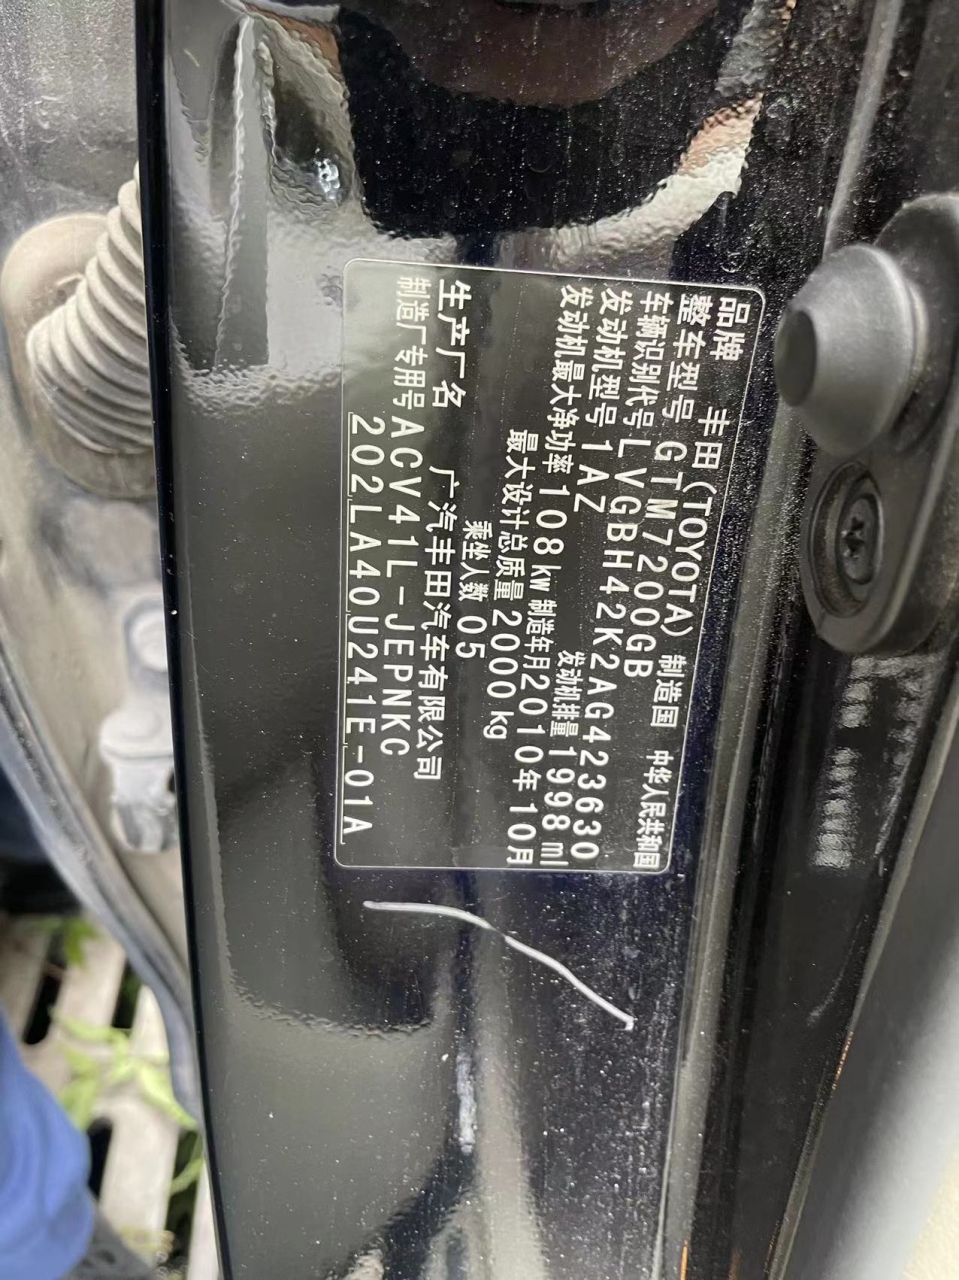 品牌 丰田(TOYOTA) 制造国 中华人民共和国
整车型号 GTM7200GB
车辆识别代号 LVGBH42K2AG423630
发动机型号 1AZ 发动机排量 1998 ml
发动机最大净功率 108 kw 制造年月 2010年10月
最大设计总质量 2000 kg
乘坐人数 05
生产厂名 广汽丰田汽车有限公司
制造厂专用号 ACV41L-JEPNKC
202LA40U241E-01A